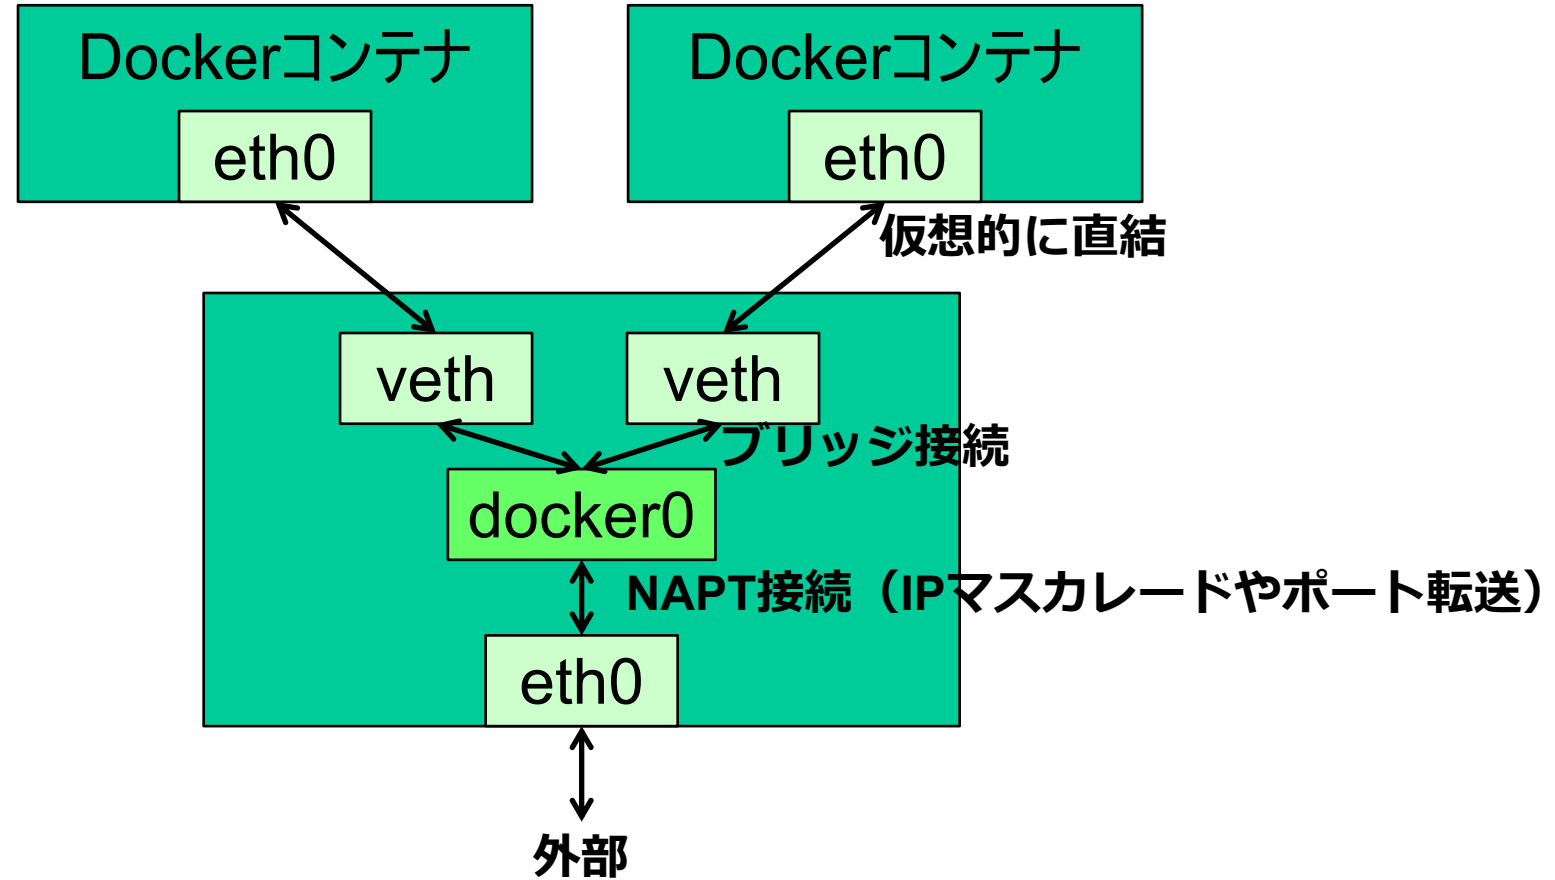 Dockerコンテナ
Dockerコンテナ
eth0
eth0
仮想的に直結
veth
veth
ブリッジ接続
docker0
NAPT接続（IPマスカレードやポート転送）
eth0
外部